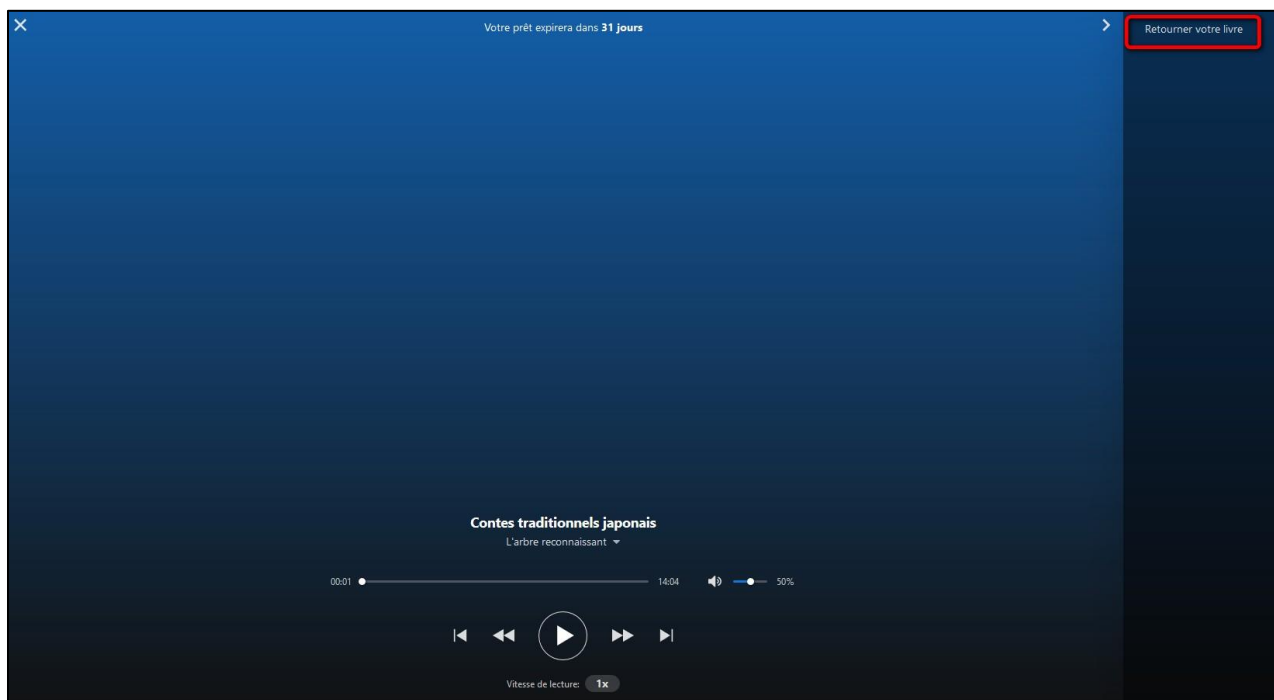 Votre prêt expirera dans 31 jours
Retourner votre livre
Contes traditionnels japonais
L'arbre reconnaissant
00:01 14:04 50%
Vitesse de lecture: 1x